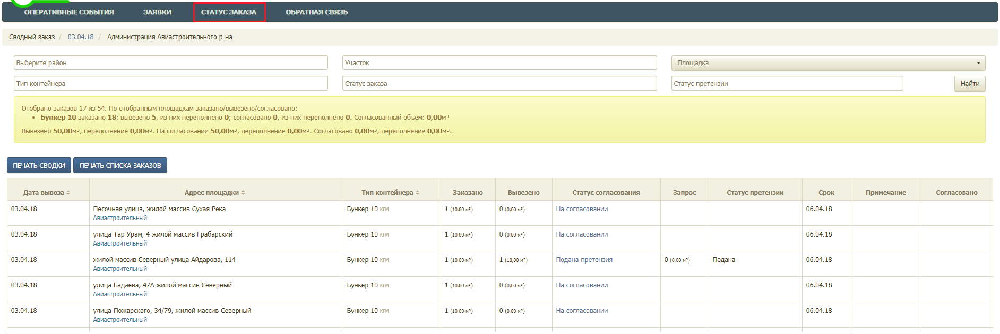 ОПЕРАТИВНЫЕ СОБЫТИЯ ЗАЯВКИ СТАТУС ЗАКАЗА ОБРАТНАЯ СВЯЗЬ
Сводный заказ / 03.04.18 / Администрация Авиастроительного р-на
Выберите район Участок Площадка
Тип контейнера Статус заказа Статус претензии Найти
Отобрано заказов 17 из 54. По отобранным площадкам заказано/вывезено/согласовано:
• Бункер 10 заказано 18; вывезено 5, из них переполнено 0; согласовано 0, из них переполнено 0. Согласованный объём: 0,00м³
Вывезено 50,00м³, переполнение 0,00м³. На согласовании 50,00м³, переполнение 0,00м³. Согласовано 0,00м³, переполнение 0,00м³.
ПЕЧАТЬ СВОДКИ ПЕЧАТЬ СПИСКА ЗАКАЗОВ
Дата вывоза Адрес площадки Тип контейнера Заказано Вывезено Статус согласования Запрос Статус претензии Срок Примечание Согласовано
03.04.18 Песочная улица, жилой массив Сухая Река Бункер 10 кгм 1 (10,00 м³) 0 (0,00 м³) На согласовании 06.04.18
Авиастроительный
03.04.18 улица Тар Урам, 4 жилой массив Грабарский Бункер 10 кгм 1 (10,00 м³) 0 (0,00 м³) На согласовании 06.04.18
Авиастроительный
03.04.18 жилой массив Северный улица Айдарова, 114 Бункер 10 кгм 1 (10,00 м³) 1 (10,00 м³) Подана претензия 0 (0,00 м³) Подана 06.04.18
Авиастроительный
03.04.18 улица Бадаева, 47А жилой массив Северный Бункер 10 кгм 1 (10,00 м³) 0 (0,00 м³) На согласовании 06.04.18
Авиастроительный
03.04.18 улица Пожарского, 34/79, жилой массив Северный Бункер 10 кгм 1 (10,00 м³) 0 (0,00 м³) На согласовании 06.04.18
Авиастроительный